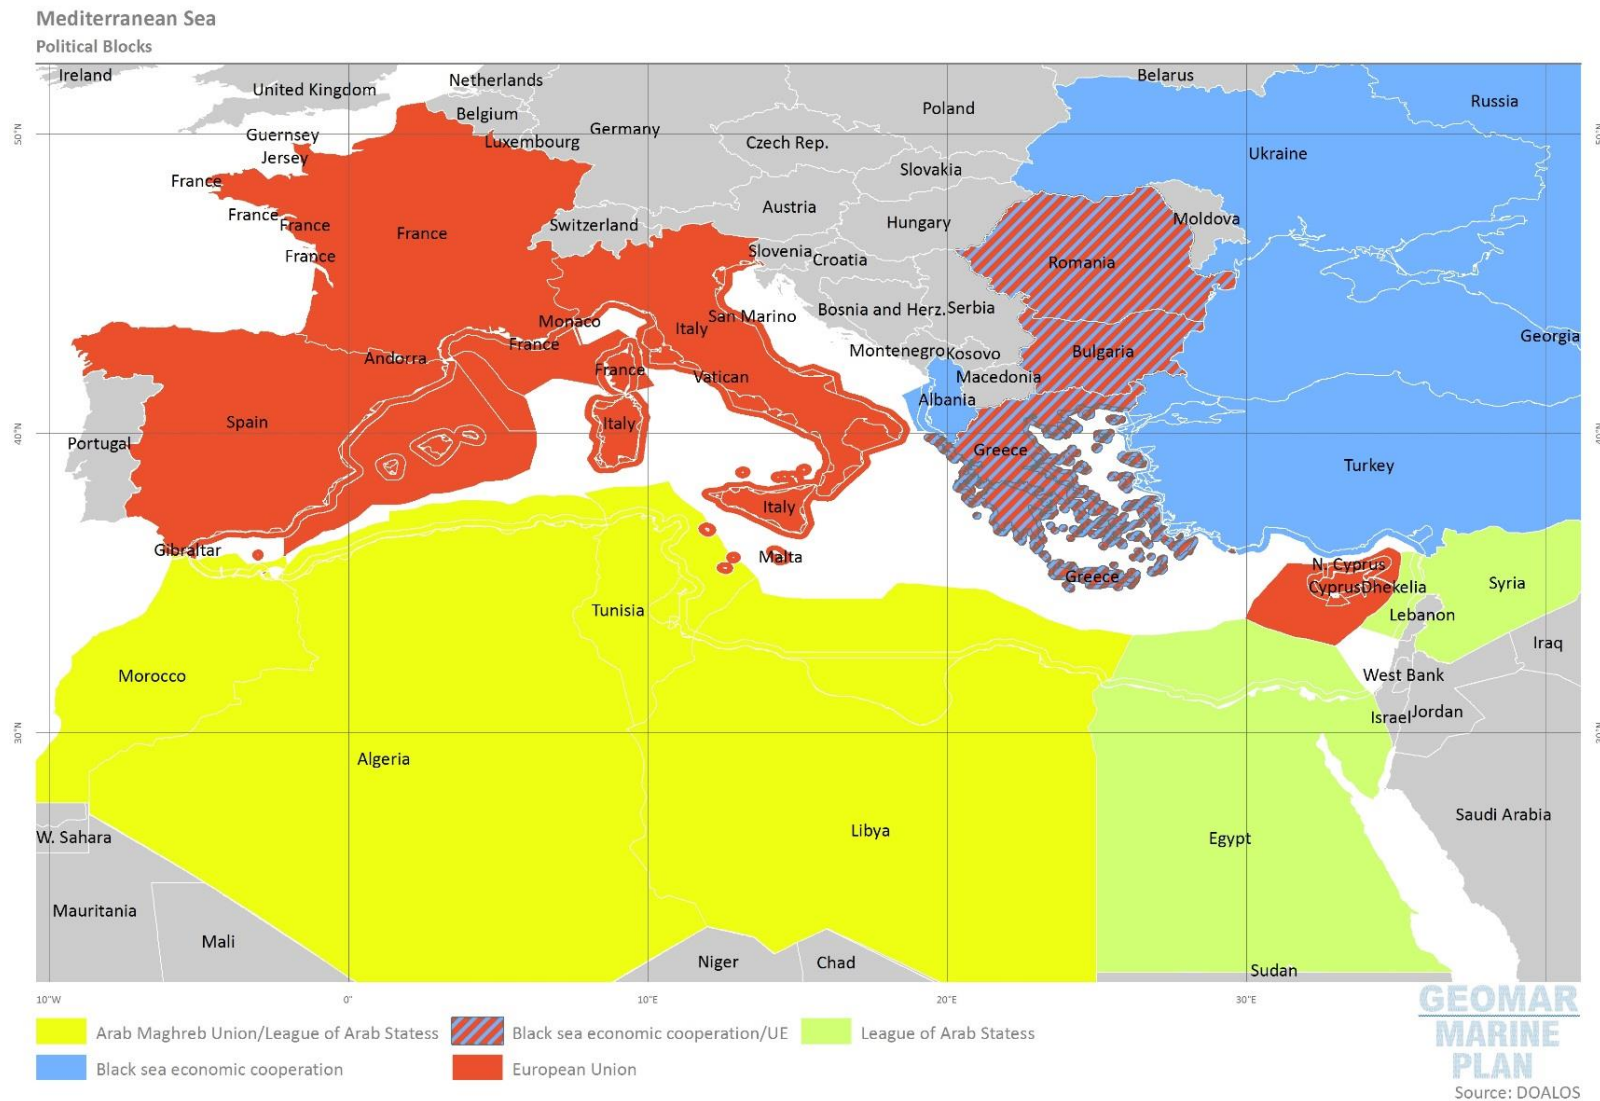 Mediterranean Sea
Political Blocks
Ireland
United Kingdom
Netherlands
Belarus
Belgium
Poland
Russia
Guernsey
Germany
50°N
50°N
Luxembourg
Czech Rep.
Jersey
Ukraine
Slovakia
France
Austria
France
France
Switzerland
Hungary
Moldova
France
France
Slovenia
Croatia
Romania
Bosnia and Herz.
Serbia
Monaco
San Marino
Italy
Georgia
France
Andorra
Montenegro
Kosovo
Bulgaria
France
Vatican
Macedonia
Albania
Spain
Italy
40°N
40°N
Portugal
Greece
Turkey
Italy
Gibraltar
Malta
N. Cyprus
Greece
Cyprus
Dhekelia
Syria
Tunisia
Lebanon
Iraq
Morocco
West Bank
Israel
Jordan
30°N
30°N
Algeria
Saudi Arabia
Libya
Egypt
W. Sahara
Mauritania
Mali
Niger
Chad
Sudan
10°W
0°
10°E
20°E
30°E
Arab Maghreb Union/League of Arab Statess
Black sea economic cooperation/UE
League of Arab Statess
Black sea economic cooperation
European Union
GEOMAR
MARINE
PLAN
Source: DOALOS